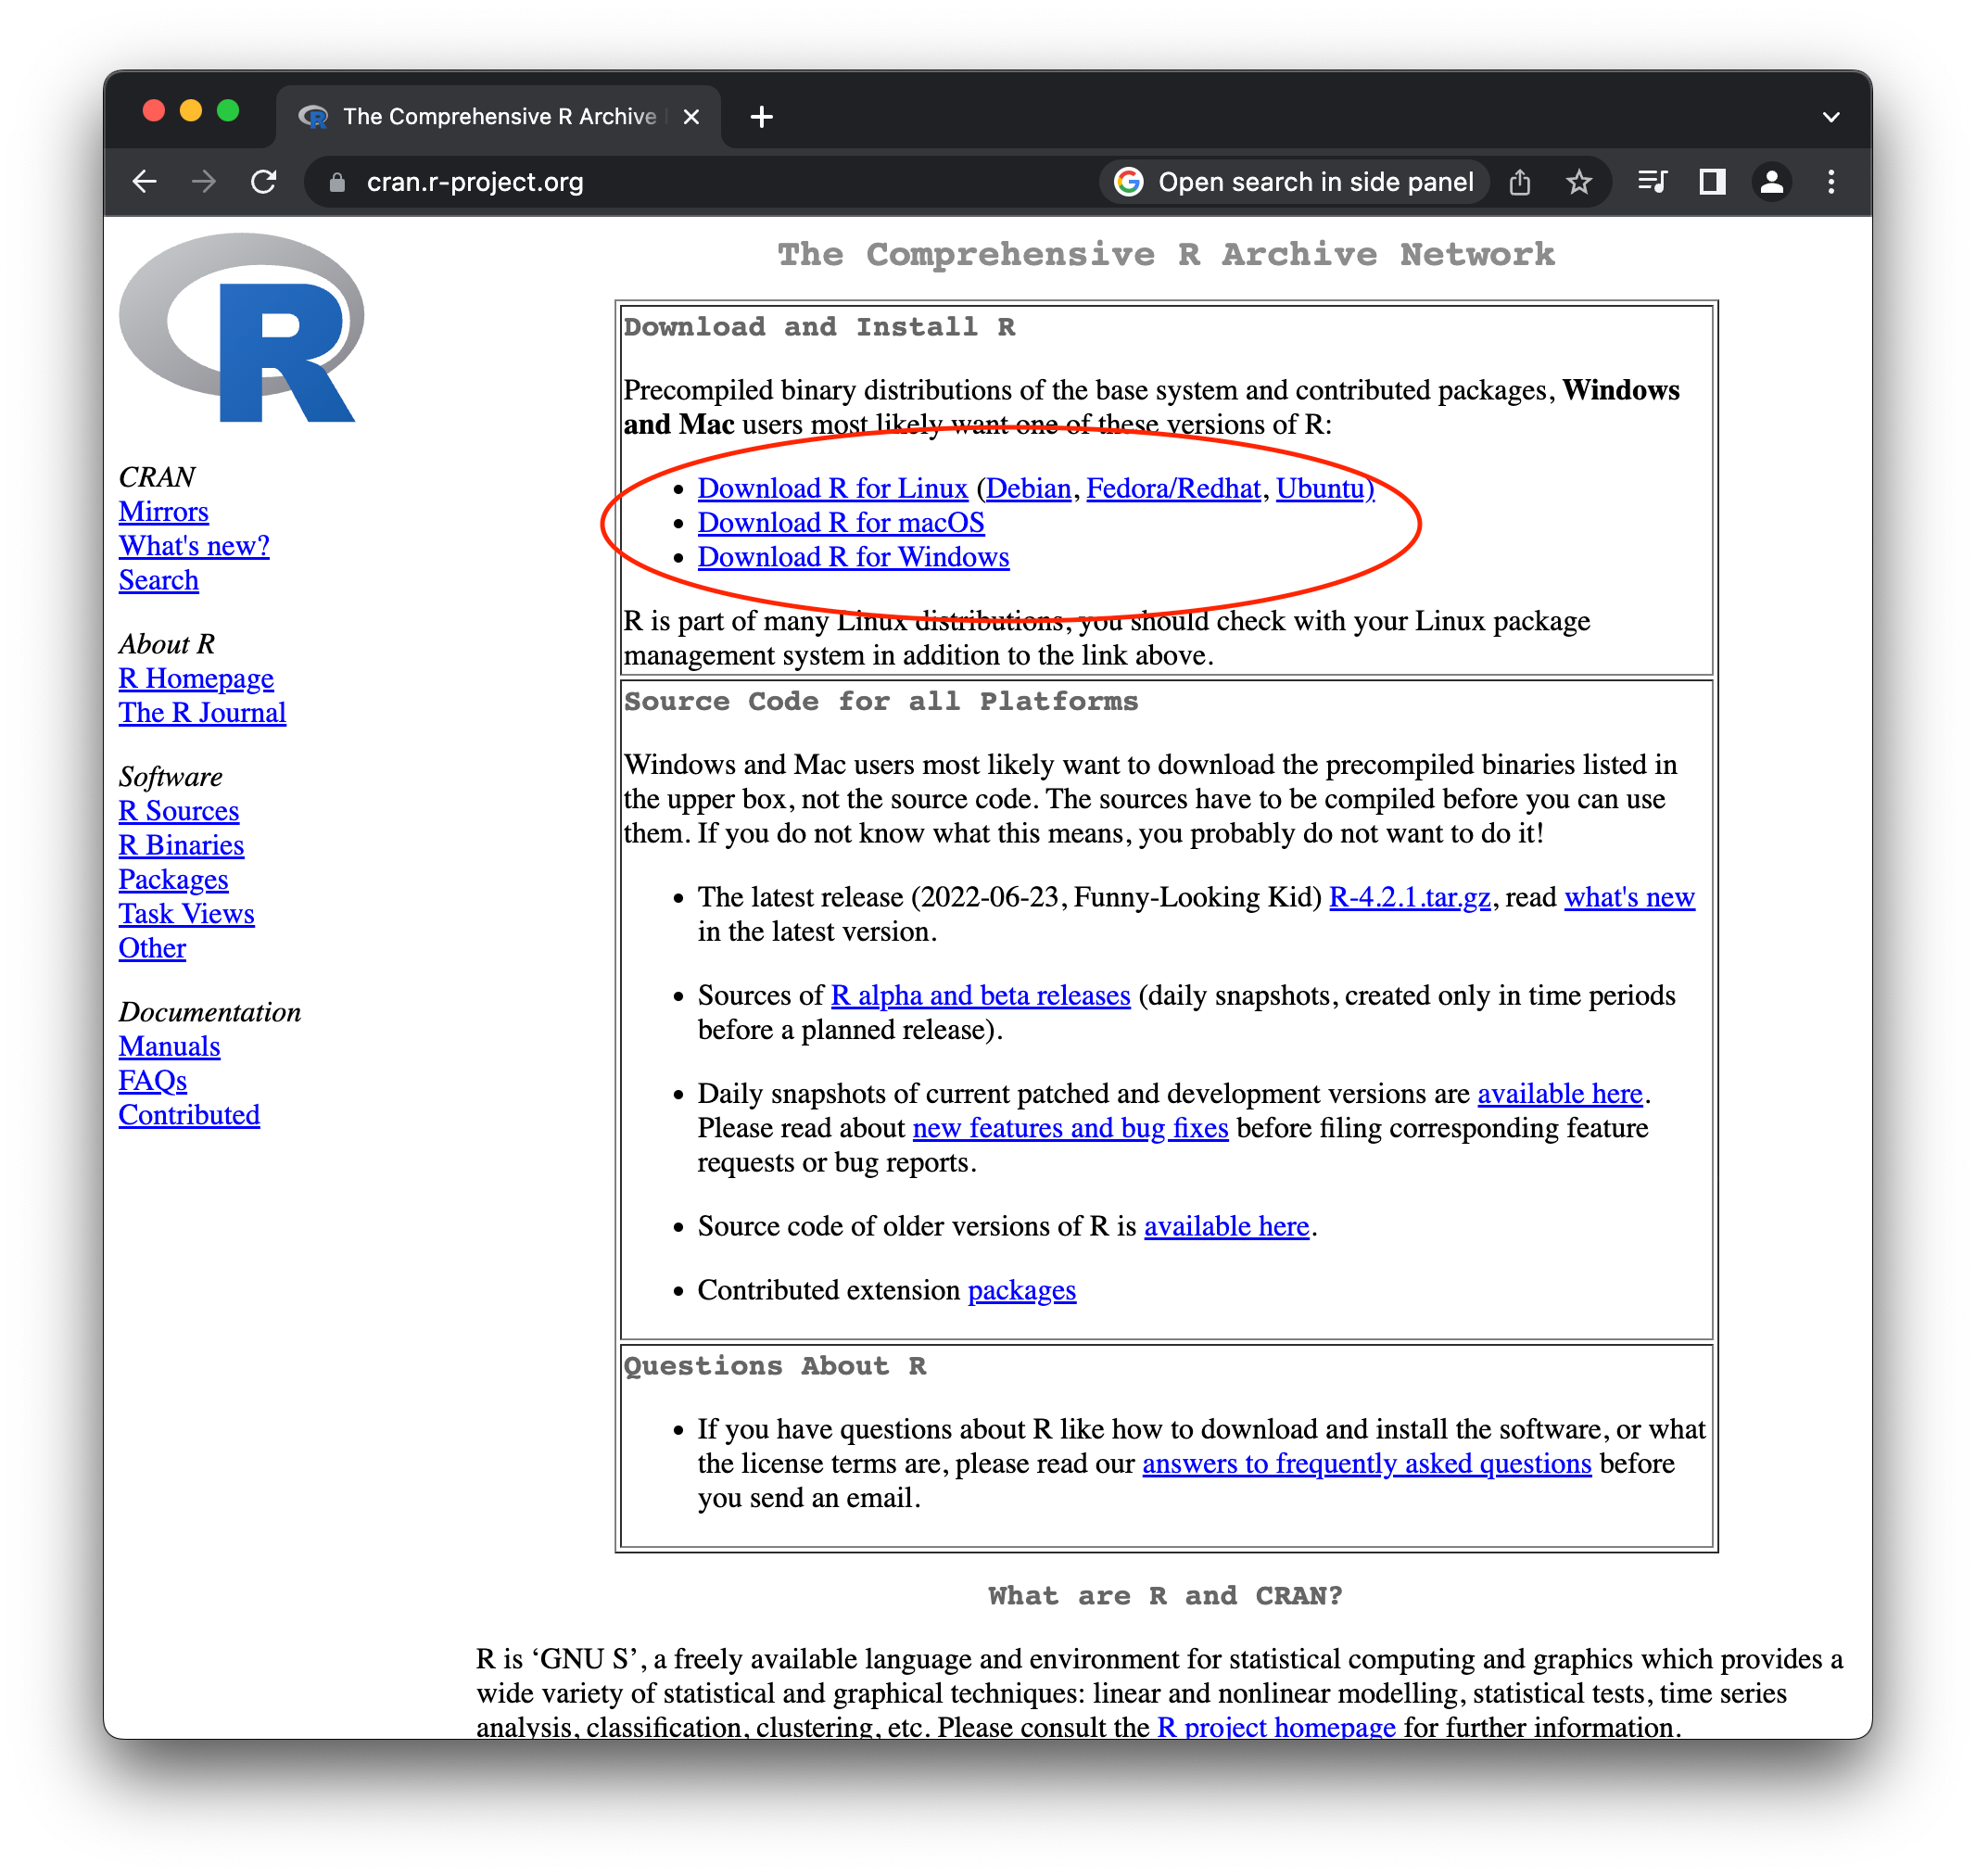 The Comprehensive R Archive
cran.r-project.org
Open search in side panel
R
CRAN
Mirrors
What's new?
Search
About R
R Homepage
The R Journal
Software
R Sources
R Binaries
Packages
Task Views
Other
Documentation
Manuals
FAQs
Contributed
The Comprehensive R Archive Network
Download and Install R
Precompiled binary distributions of the base system and contributed packages, Windows
and Mac users most likely want one of these versions of R:
• Download R for Linux (Debian, Fedora/Redhat, Ubuntu)
• Download R for macOS
• Download R for Windows
R is part of many Linux distributions, you should check with your Linux package
management system in addition to the link above.
Source Code for all Platforms
Windows and Mac users most likely want to download the precompiled binaries listed in
the upper box, not the source code. The sources have to be compiled before you can use
them. If you do not know what this means, you probably do not want to do it!
• The latest release (2022-06-23, Funny-Looking Kid) R-4.2.1.tar.gz, read what's new
in the latest version.
• Sources of R alpha and beta releases (daily snapshots, created only in time periods
before a planned release).
• Daily snapshots of current patched and development versions are available here.
Please read about new features and bug fixes before filing corresponding feature
requests or bug reports.
• Source code of older versions of R is available here.
• Contributed extension packages
Questions About R
• If you have questions about R like how to download and install the software, or what
the license terms are, please read our answers to frequently asked questions before
you send an email.
What are R and CRAN?
R is ‘GNU S’, a freely available language and environment for statistical computing and graphics which provides a
wide variety of statistical and graphical techniques: linear and nonlinear modelling, statistical tests, time series
analysis, classification, clustering, etc. Please consult the R project homepage for further information.